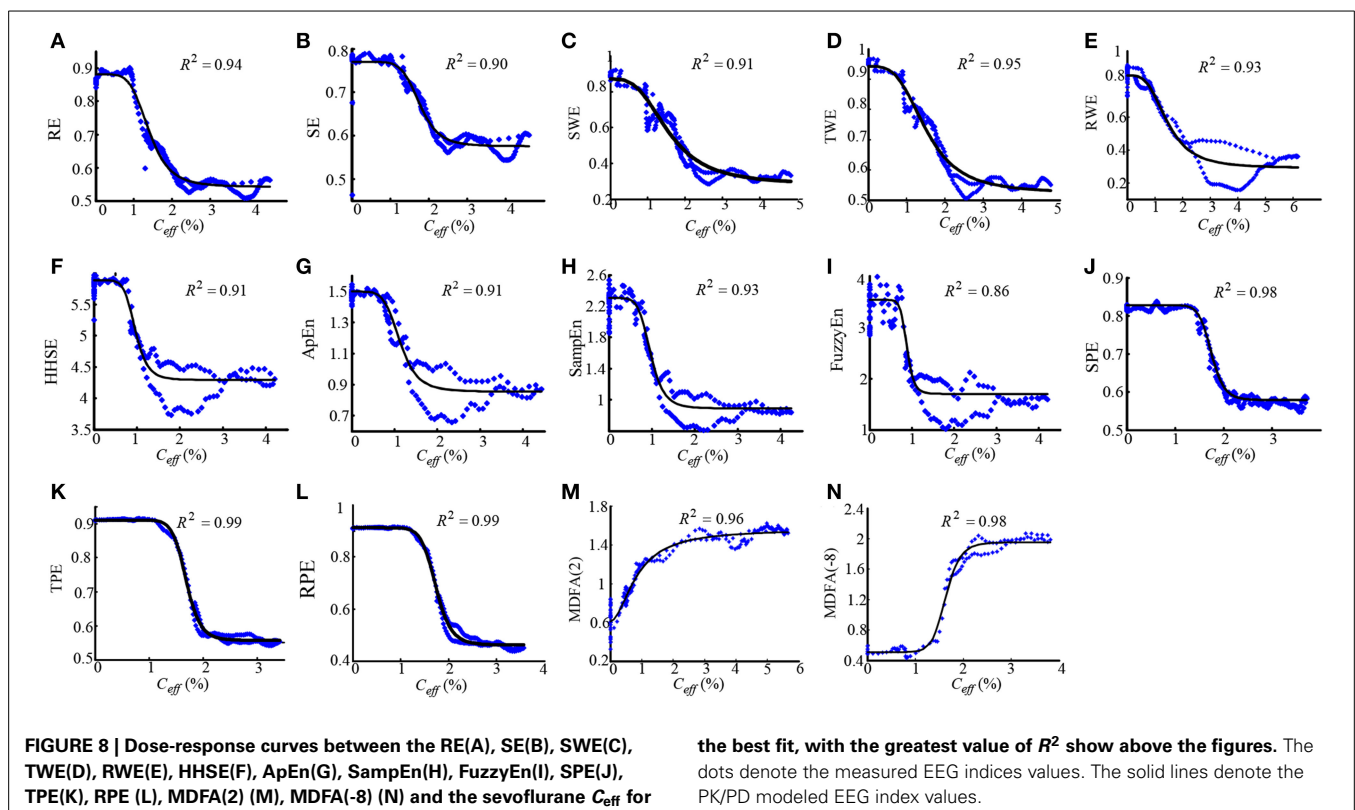 A
R² = 0.94
0.9
0.8
0.7
0.6
0.5
RE
0 1 2 3 4
C_eff (%)
B
R² = 0.90
0.8
0.7
0.6
0.5
SE
0 1 2 3 4 5
C_eff (%)
C
R² = 0.91
1
0.8
0.6
0.4
0.2
SWE
0 1 2 3 4 5
C_eff (%)
D
R² = 0.95
1
0.9
0.8
0.7
0.6
0.5
TWE
0 1 2 3 4 5
C_eff (%)
E
R² = 0.93
1
0.8
0.6
0.4
0.2
RWE
0 1 2 3 4 5 6
C_eff (%)
F
R² = 0.91
5.5
5
4.5
4
3.5
HHSE
0 1 2 3 4
C_eff (%)
G
R² = 0.91
1.5
1.3
1.1
0.9
0.7
ApEn
0 1 2 3 4
C_eff (%)
H
R² = 0.93
2.6
2.2
1.8
1.4
1
SampEn
0 1 2 3 4
C_eff (%)
I
R² = 0.86
4
3
2
1
FuzzyEn
0 1 2 3 4
C_eff (%)
J
R² = 0.98
0.9
0.8
0.7
0.6
0.5
SPE
0 1 2 3
C_eff (%)
K
R² = 0.99
0.9
0.8
0.7
0.6
0.5
TPE
0 1 2 3
C_eff (%)
L
R² = 0.99
1
0.8
0.6
0.4
RPE
0 1 2 3 4
C_eff (%)
M
R² = 0.96
1.8
1.4
1
0.6
0.2
MDFA(2)
0 1 2 3 4 5 6
C_eff (%)
N
R² = 0.98
2.4
2
1.6
1.2
0.8
0.4
MDFA(-8)
0 1 2 3 4
C_eff (%)
FIGURE 8 | Dose-response curves between the RE(A), SE(B), SWE(C),
TWE(D), RWE(E), HHSE(F), ApEn(G), SampEn(H), FuzzyEn(I), SPE(J),
TPE(K), RPE (L), MDFA(2) (M), MDFA(-8) (N) and the sevoflurane C_eff for
the best fit, with the greatest value of R² show above the figures. The
dots denote the measured EEG indices values. The solid lines denote the
PK/PD modeled EEG index values.